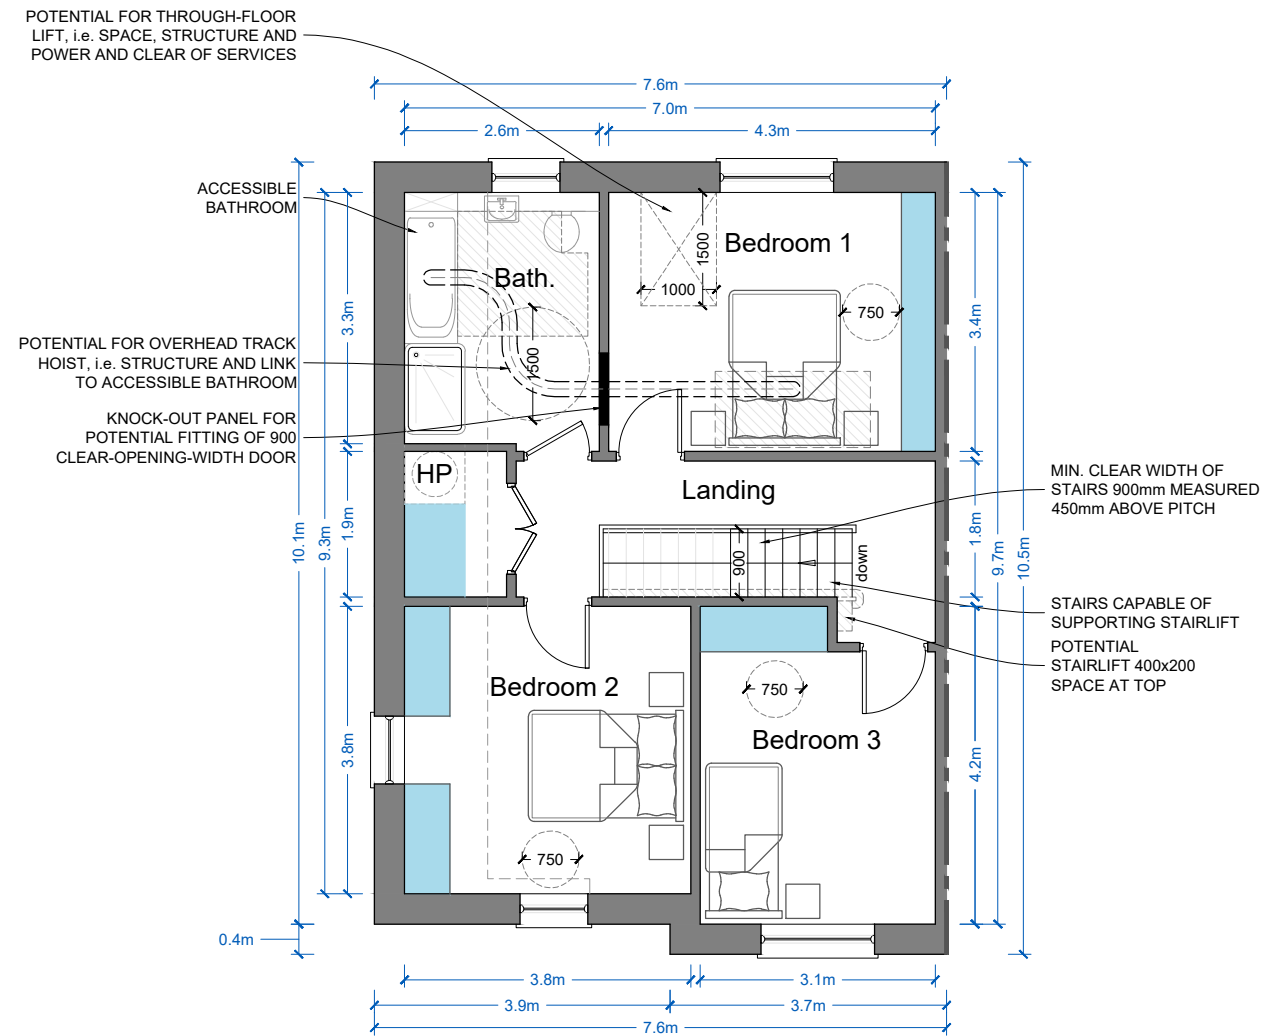 POTENTIAL FOR THROUGH-FLOOR
LIFT, i.e. SPACE, STRUCTURE AND
POWER AND CLEAR OF SERVICES
7.6m
7.0m
2.6m
4.3m
ACCESSIBLE
BATHROOM
Bath.
Bedroom 1
1500
1000
750
3.3m
3.4m
POTENTIAL FOR OVERHEAD TRACK
HOIST, i.e. STRUCTURE AND LINK
TO ACCESSIBLE BATHROOM
1500
KNOCK-OUT PANEL FOR
POTENTIAL FITTING OF 900
CLEAR-OPENING-WIDTH DOOR
HP
Landing
MIN. CLEAR WIDTH OF
STAIRS 900mm MEASURED
450mm ABOVE PITCH
10.1m
9.3m
1.9m
900
down
1.8m
9.7m
10.5m
STAIRS CAPABLE OF
SUPPORTING STAIRLIFT
POTENTIAL
STAIRLIFT 400x200
SPACE AT TOP
Bedroom 2
750
Bedroom 3
3.8m
4.2m
750
0.4m
3.8m
3.1m
3.9m
3.7m
7.6m